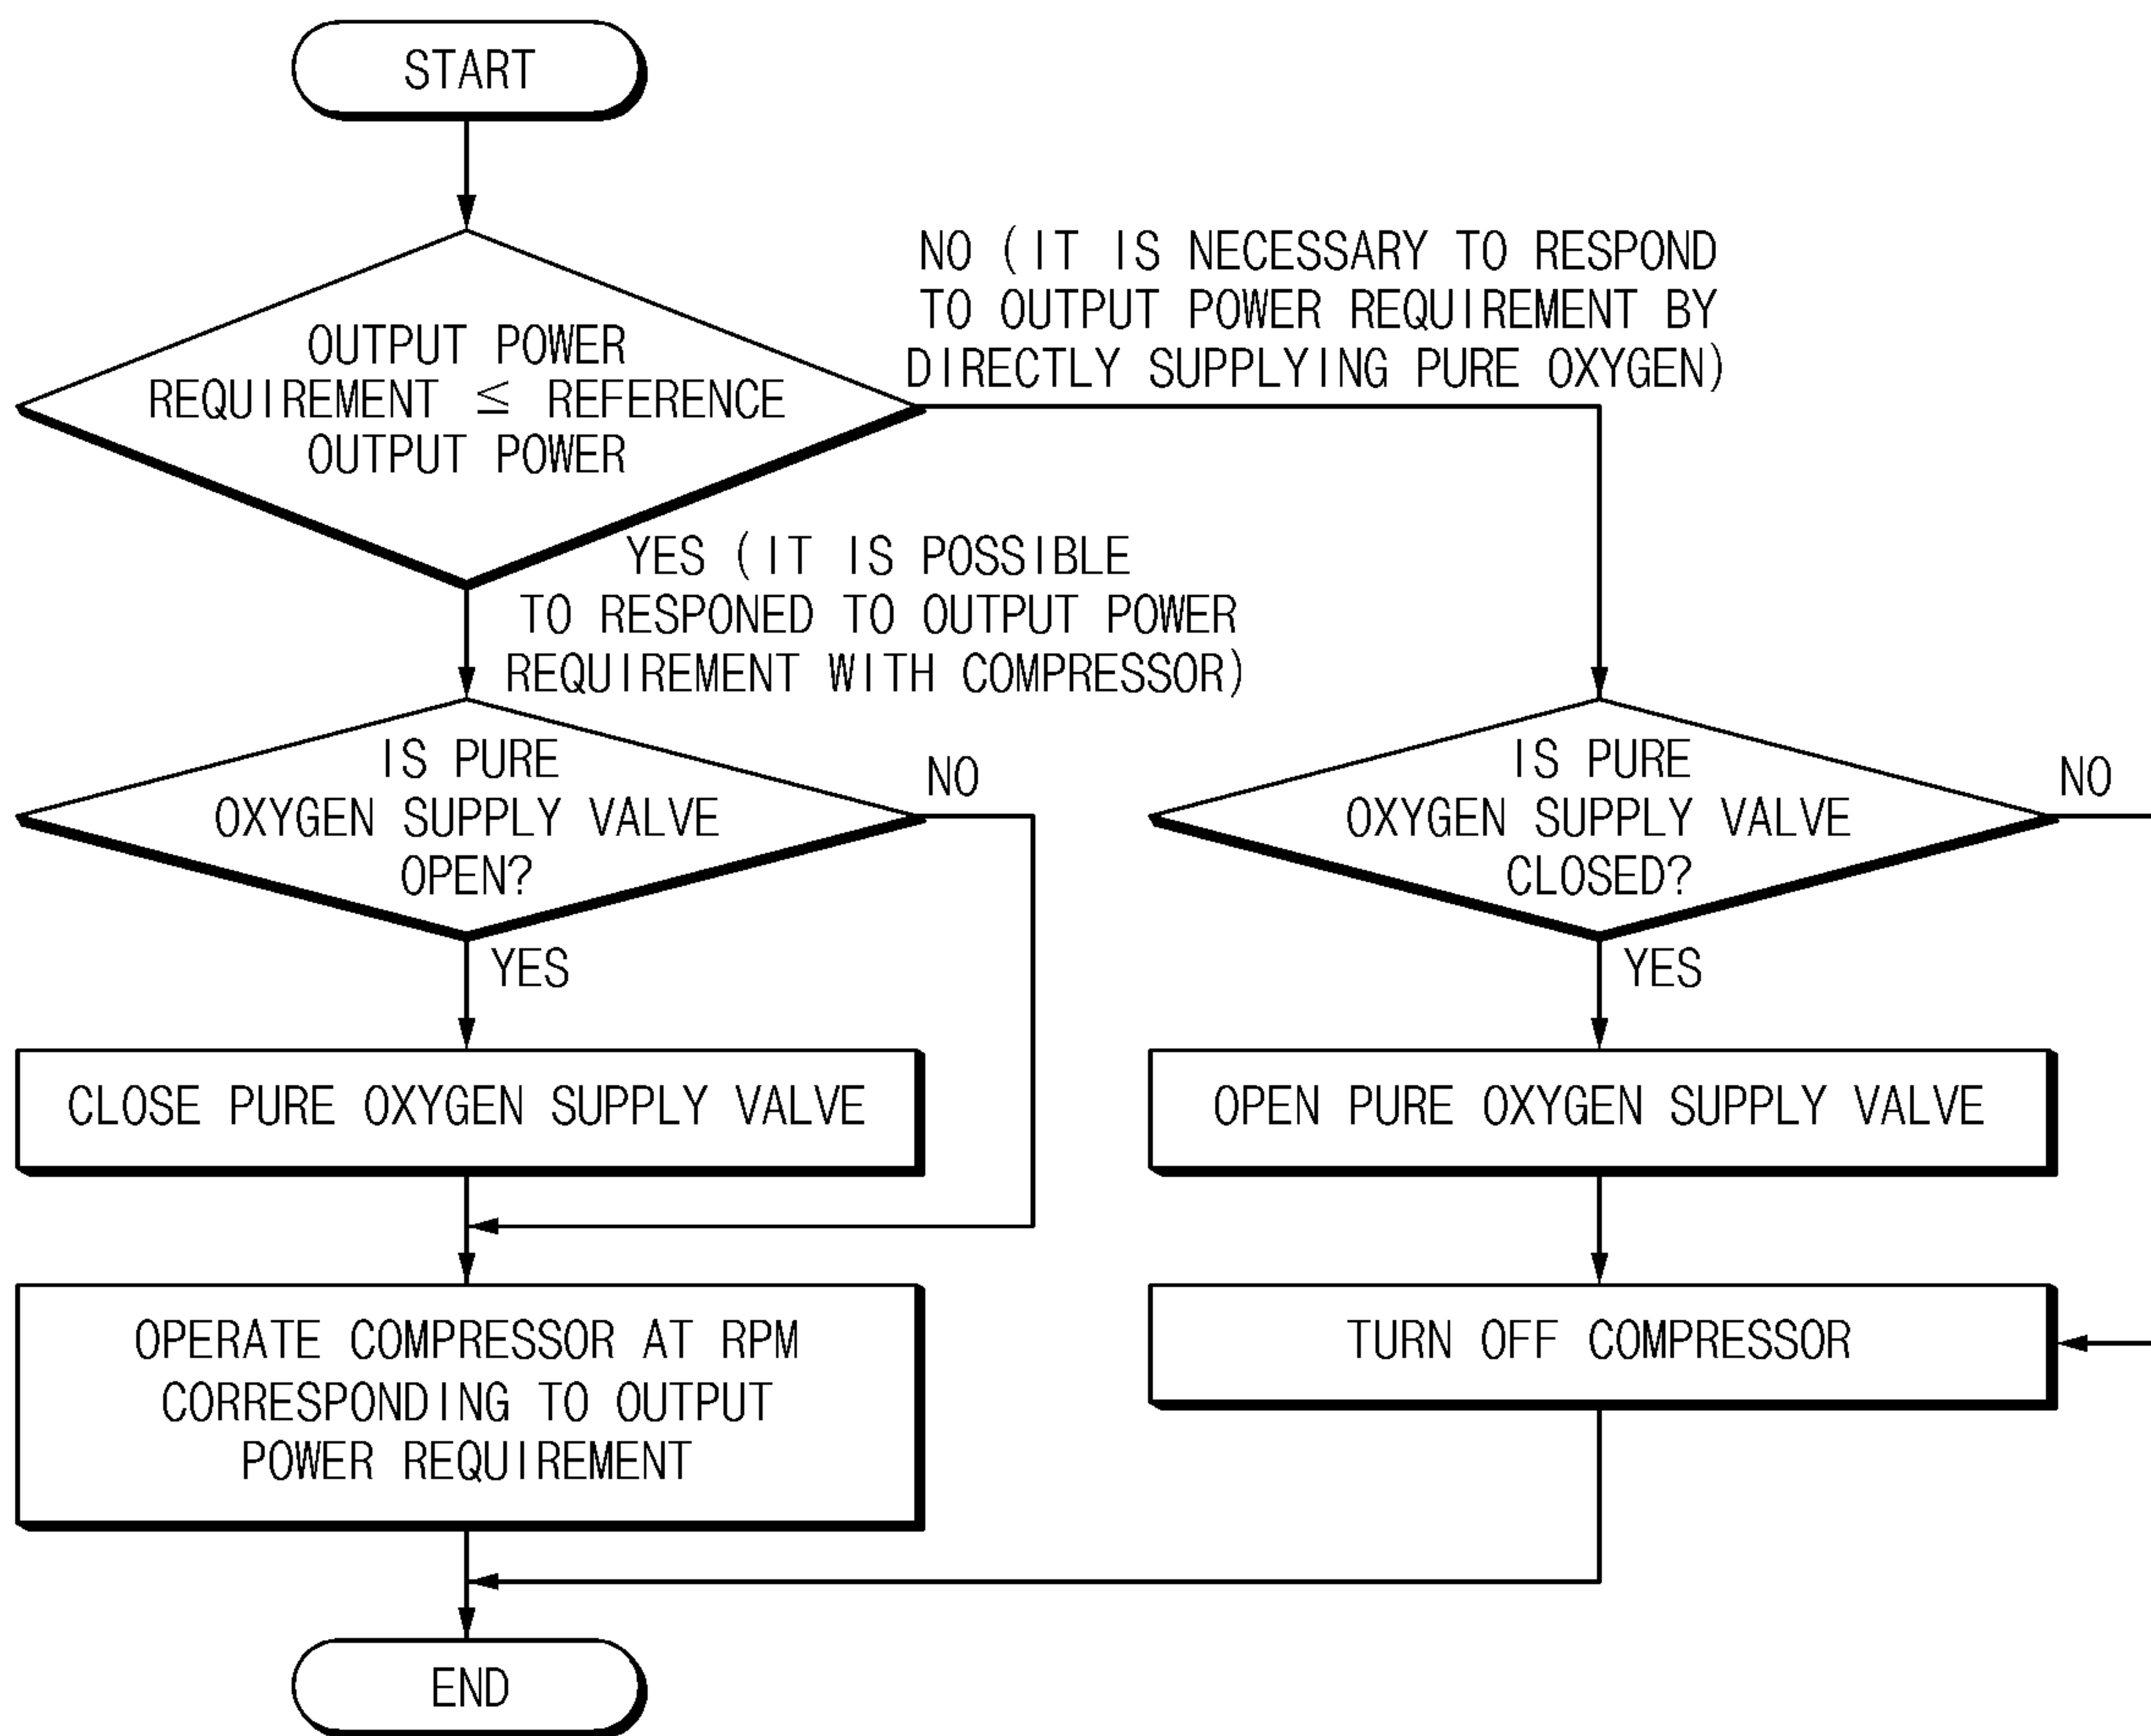 START
OUTPUT POWER
REQUIREMENT ≤ REFERENCE
OUTPUT POWER
NO (IT IS NECESSARY TO RESPOND
TO OUTPUT POWER REQUIREMENT BY
DIRECTLY SUPPLYING PURE OXYGEN)
YES (IT IS POSSIBLE
TO RESPONED TO OUTPUT POWER
REQUIREMENT WITH COMPRESSOR)
IS PURE
OXYGEN SUPPLY VALVE
OPEN?
NO
YES
IS PURE
OXYGEN SUPPLY VALVE
CLOSED?
NO
YES
CLOSE PURE OXYGEN SUPPLY VALVE
OPEN PURE OXYGEN SUPPLY VALVE
OPERATE COMPRESSOR AT RPM
CORRESPONDING TO OUTPUT
POWER REQUIREMENT
TURN OFF COMPRESSOR
END